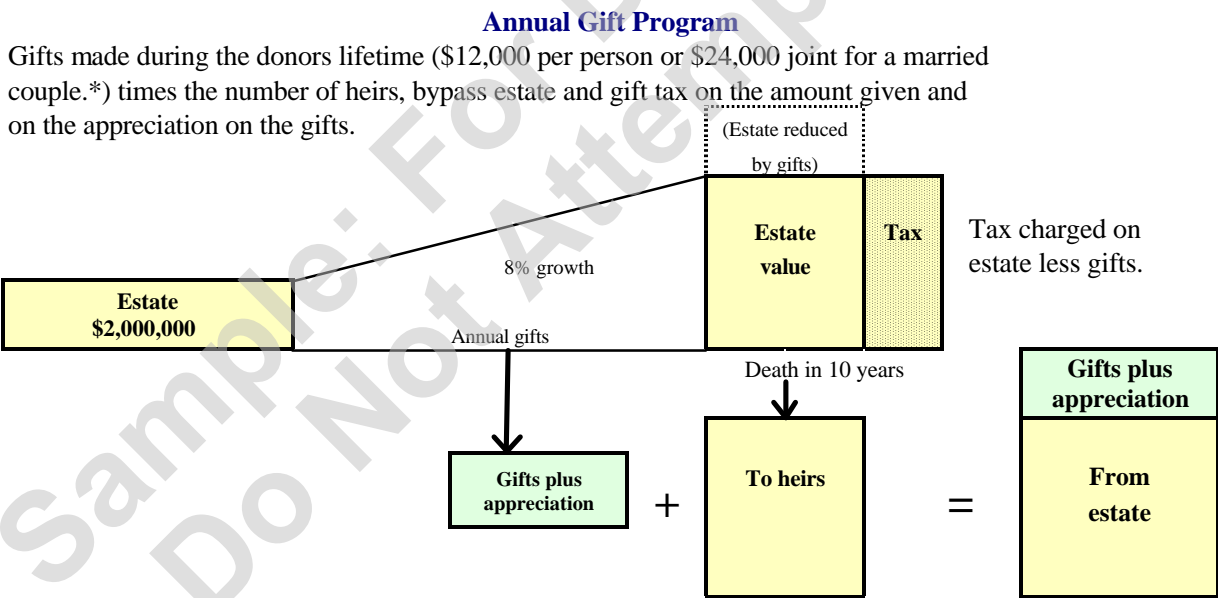 Annual Gift Program
Gifts made during the donors lifetime ($12,000 per person or $24,000 joint for a married
couple.*) times the number of heirs, bypass estate and gift tax on the amount given and
on the appreciation on the gifts.
(Estate reduced
by gifts)
Estate
value
Tax
Tax charged on
estate less gifts.
8% growth
Estate
$2,000,000
Annual gifts
Death in 10 years
Gifts plus
appreciation
+
To heirs
=
Gifts plus
appreciation
From
estate
Sample: For
Do Not Attemp